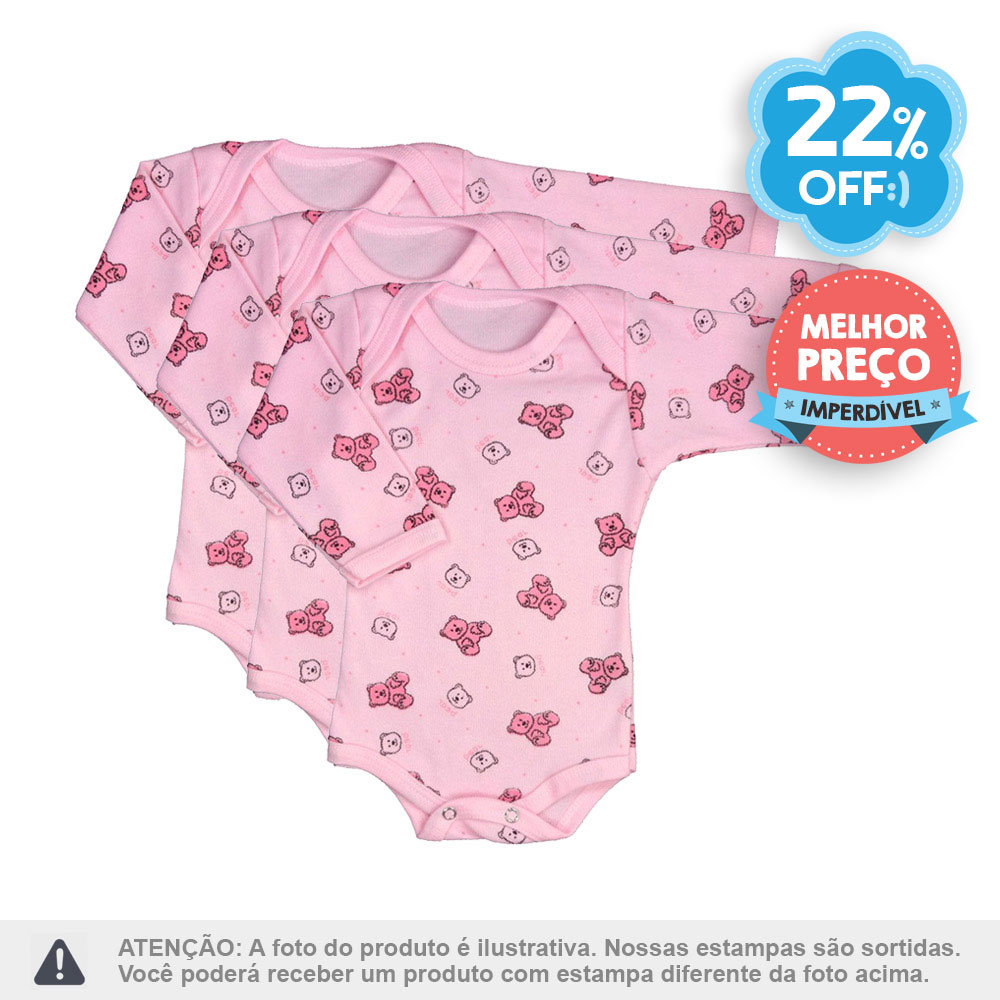 22%
OFF:)
MELHOR
PREÇO
IMPERDÍVEL
ATENÇÃO: A foto do produto é ilustrativa. Nossas estampas são sortidas.
Você poderá receber um produto com estampa diferente da foto acima.